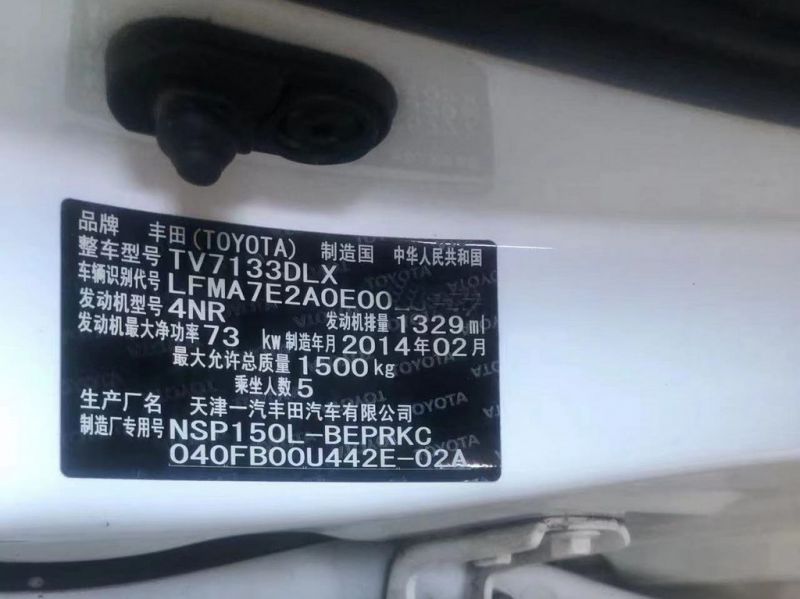 品牌 丰田(TOYOTA) 制造国 中华人民共和国
整车型号 TV7133DLX
车辆识别代号 LFMA7E2A0E00
发动机型号 4NR 发动机排量 1329 ml
发动机最大净功率 73 kw 制造年月 2014年02月
最大允许总质量 1500 kg
乘坐人数 5
生产厂名 天津一汽丰田汽车有限公司
制造厂专用号 NSP150L-BEPRKC
040FB00U442E-02A